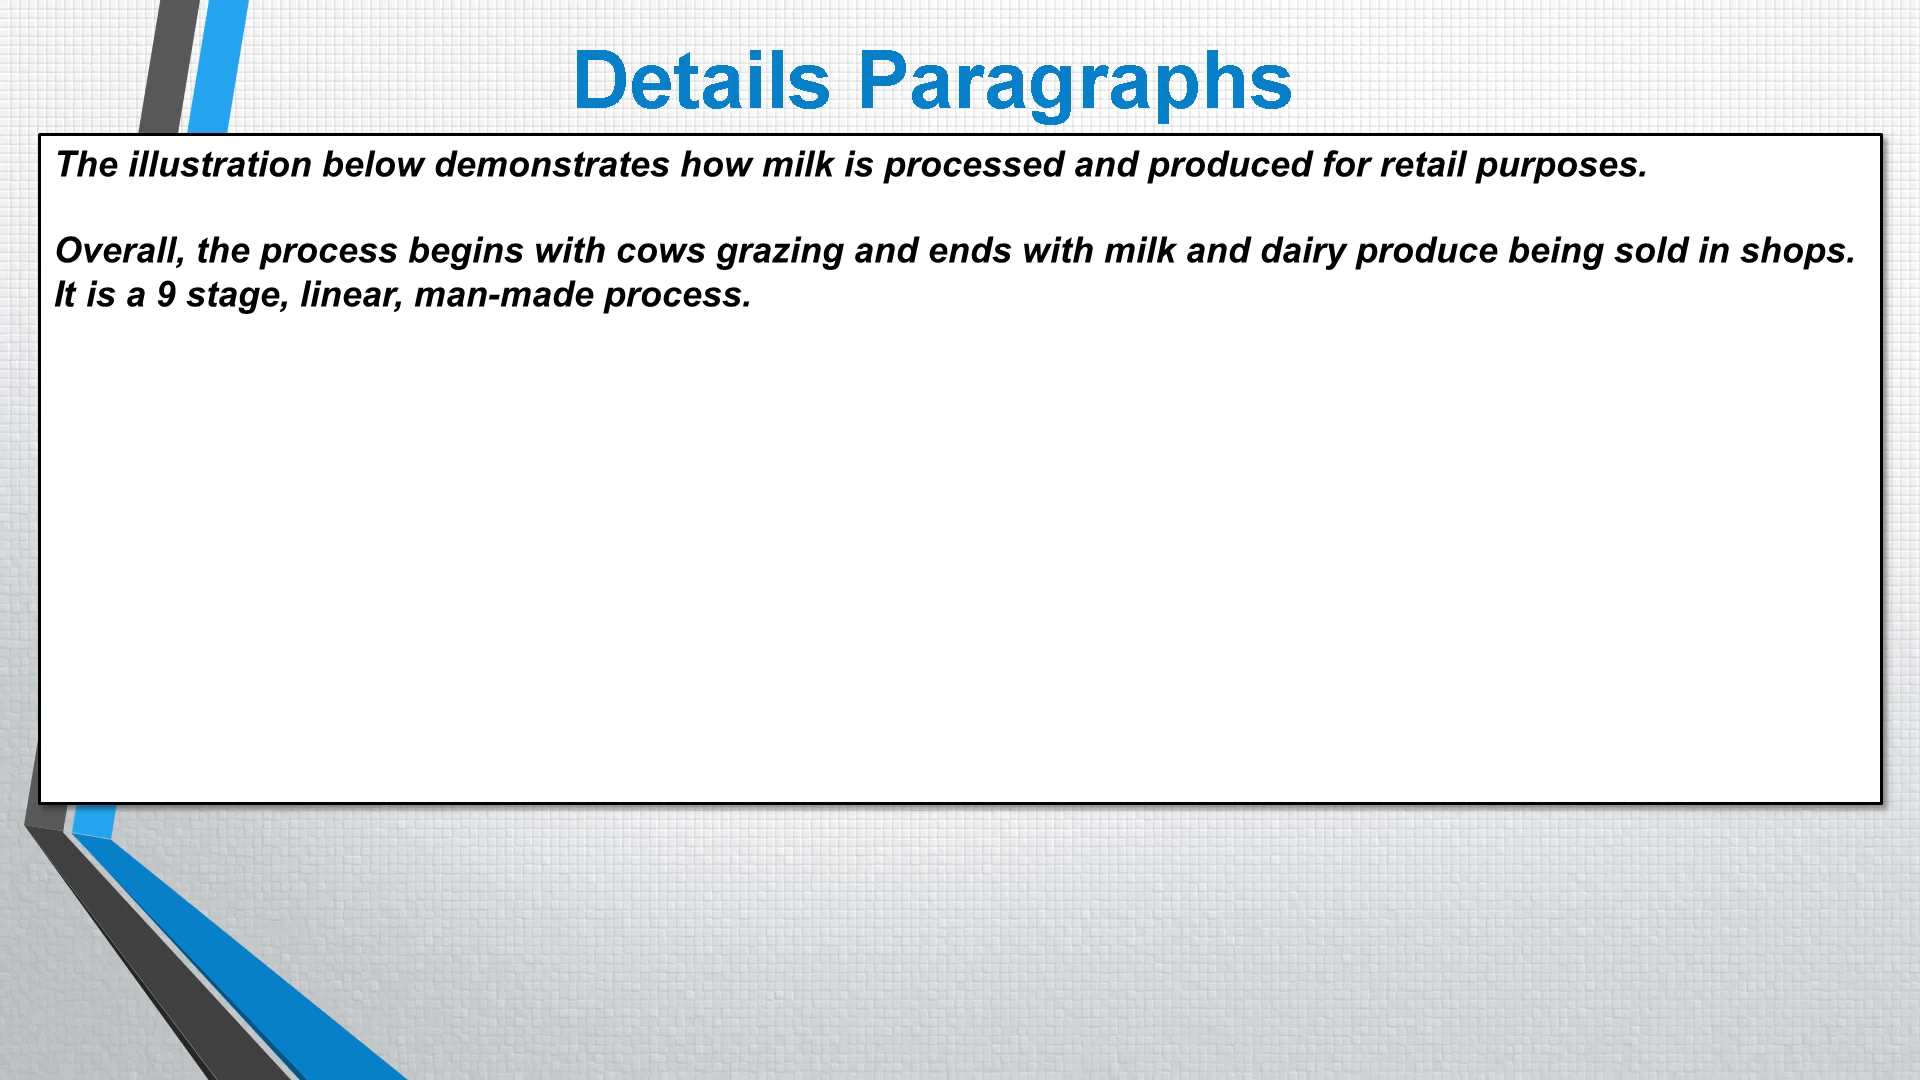 Details Paragraphs
The illustration below demonstrates how milk is processed and produced for retail purposes.
Overall, the process begins with cows grazing and ends with milk and dairy produce being sold in shops.
It is a 9 stage, linear, man-made process.